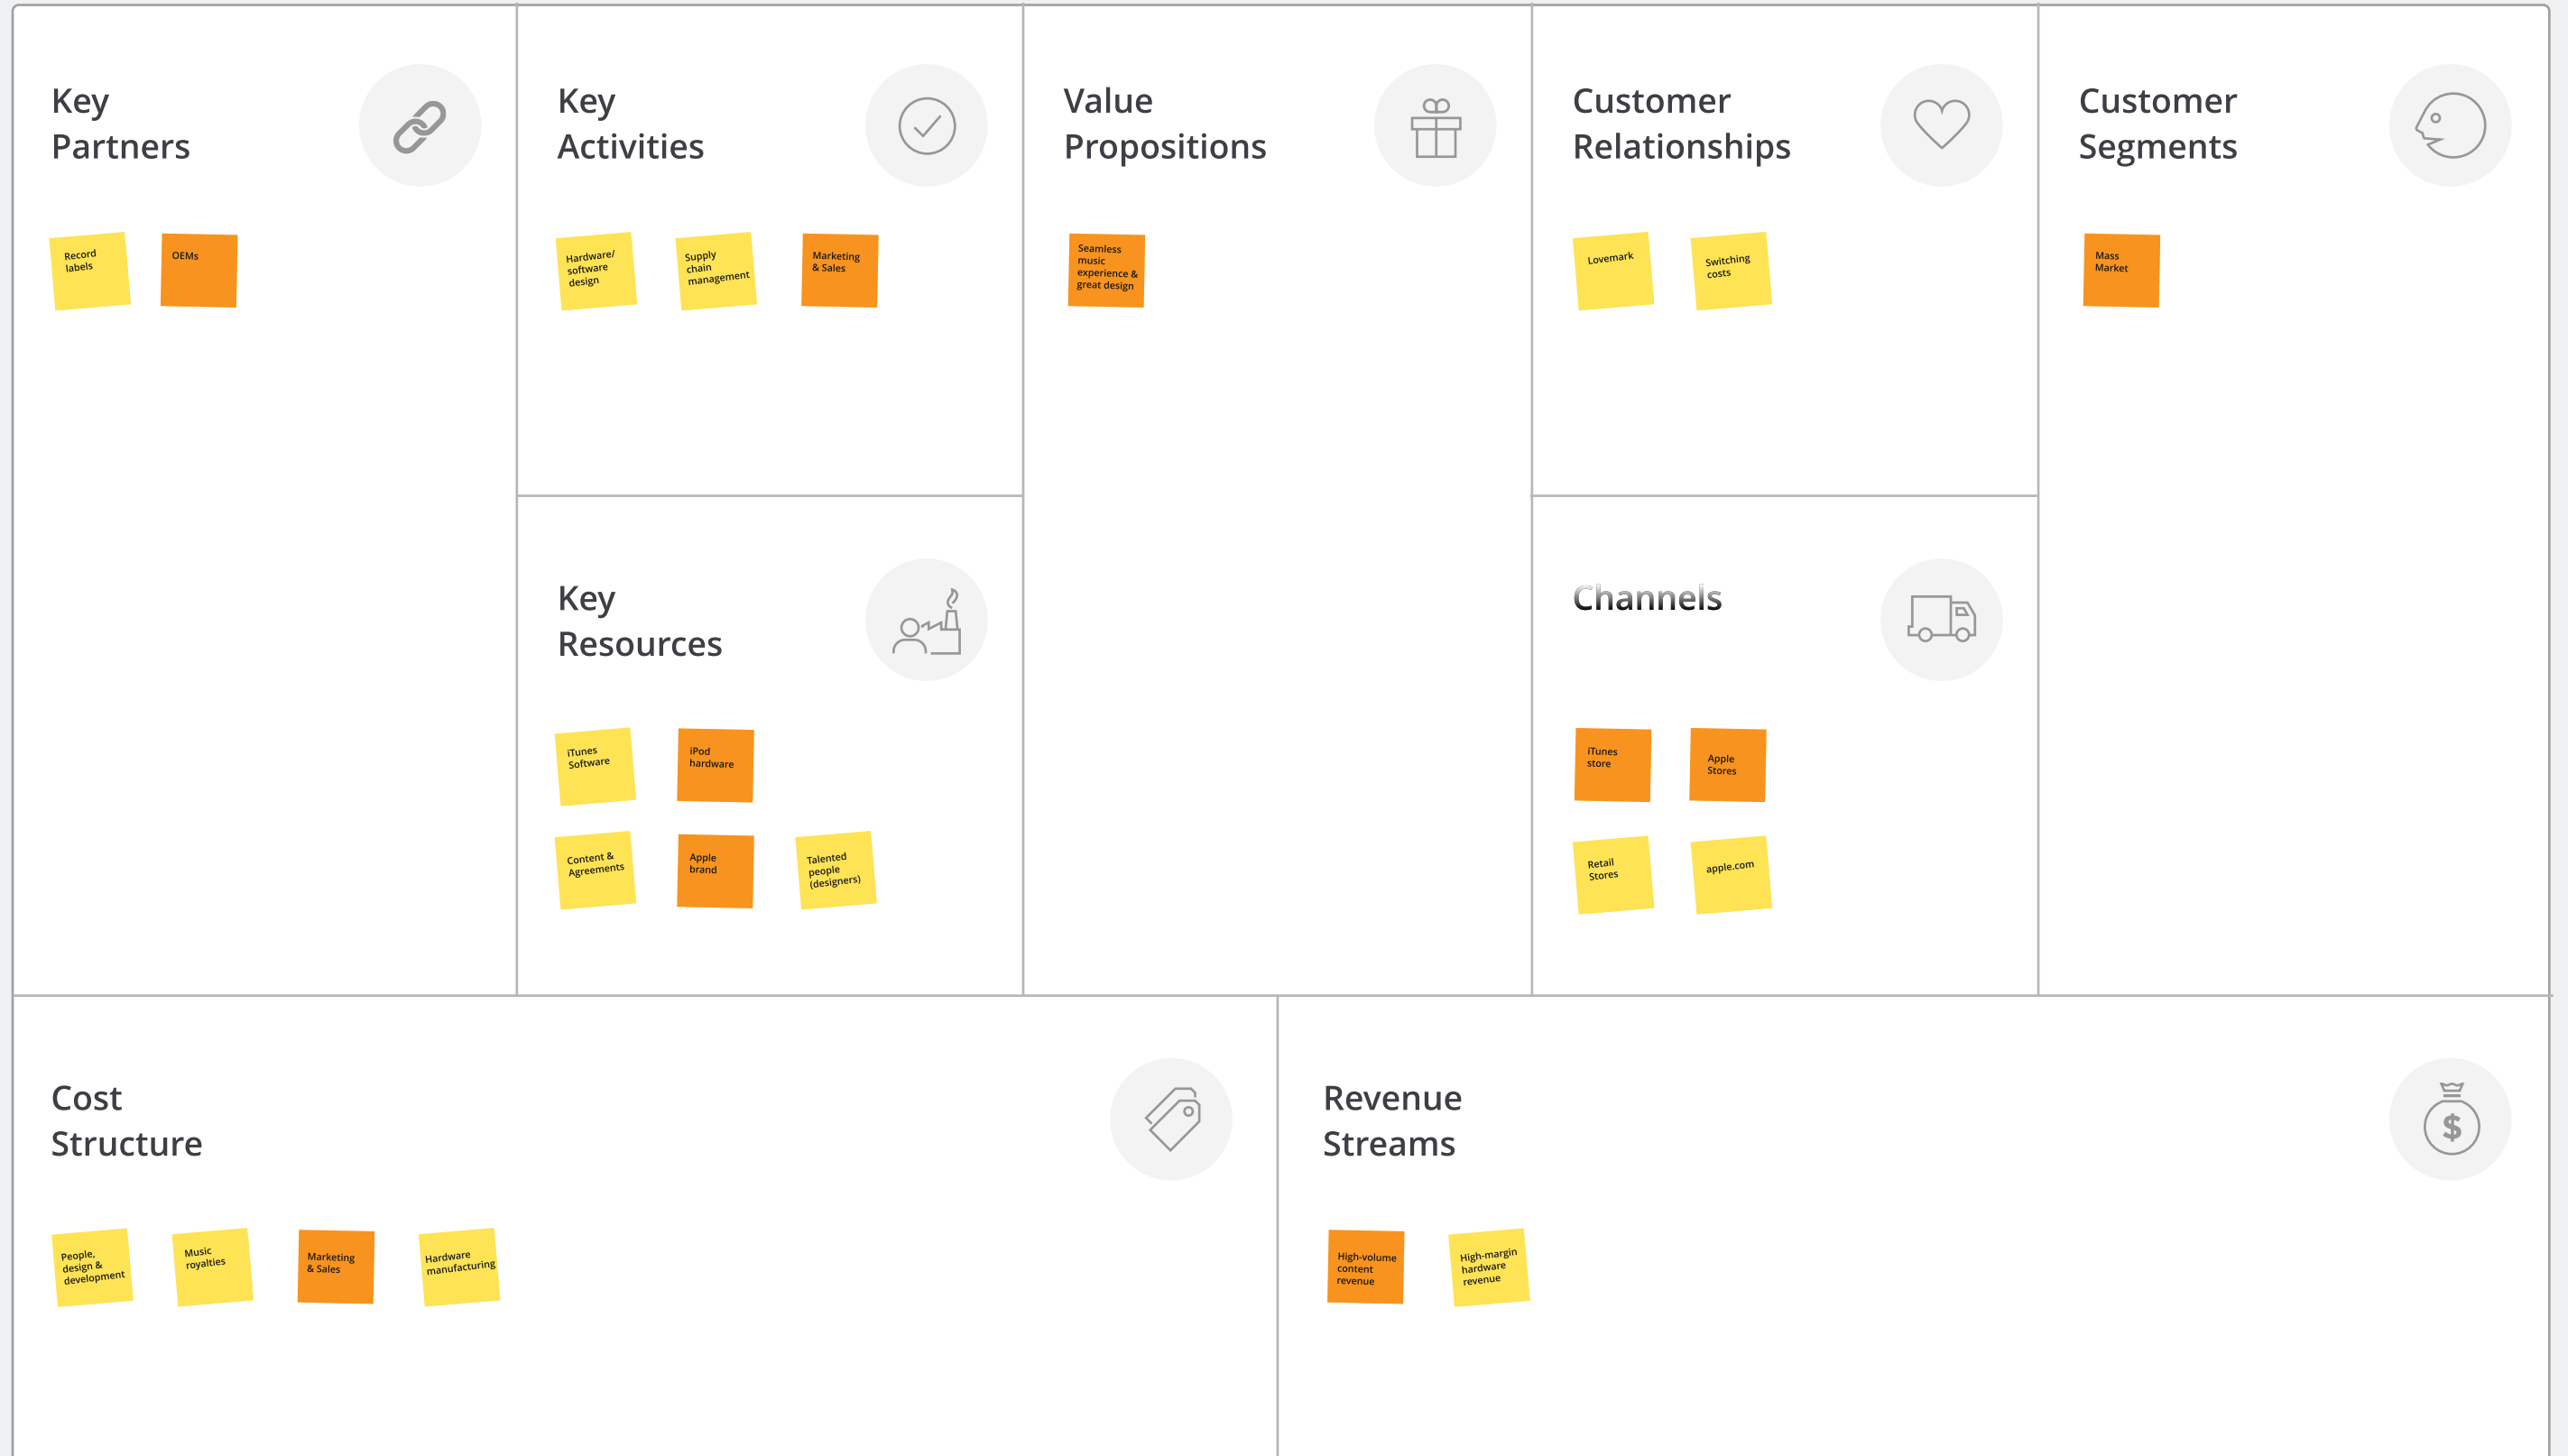 Key
Partners
Record
labels
OEMs
Key
Activities
Hardware/
software
design
Supply
chain
management
Marketing
& Sales
Value
Propositions
Seamless
music
experience &
great design
Customer
Relationships
Lovemark
Switching
costs
Customer
Segments
Mass
Market
Key
Resources
iTunes
Software
iPod
hardware
Content &
Agreements
Apple
brand
Talented
people
(designers)
Channels
iTunes
store
Apple
Stores
Retail
Stores
apple.com
Cost
Structure
People,
design &
development
Music
royalties
Marketing
& Sales
Hardware
manufacturing
Revenue
Streams
$
High-volume
content
revenue
High-margin
hardware
revenue